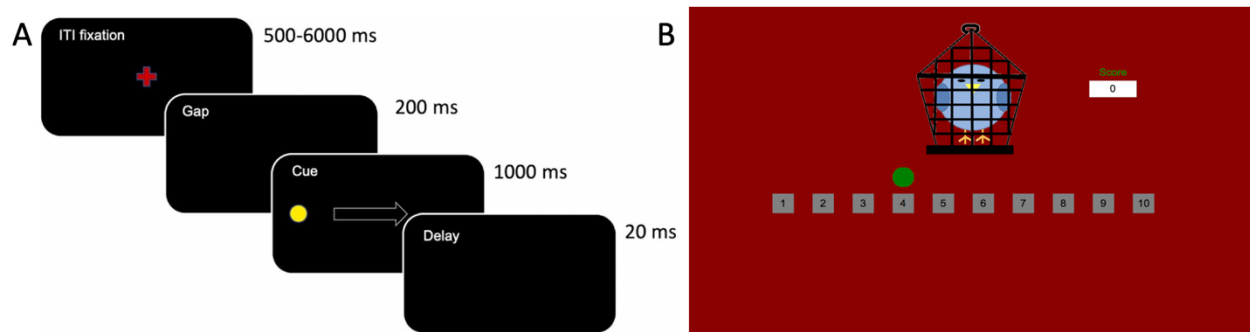 A
ITI fixation
500-6000 ms
Gap
200 ms
Cue
1000 ms
Delay
20 ms
B
Score
0
1 2 3 4 5 6 7 8 9 10